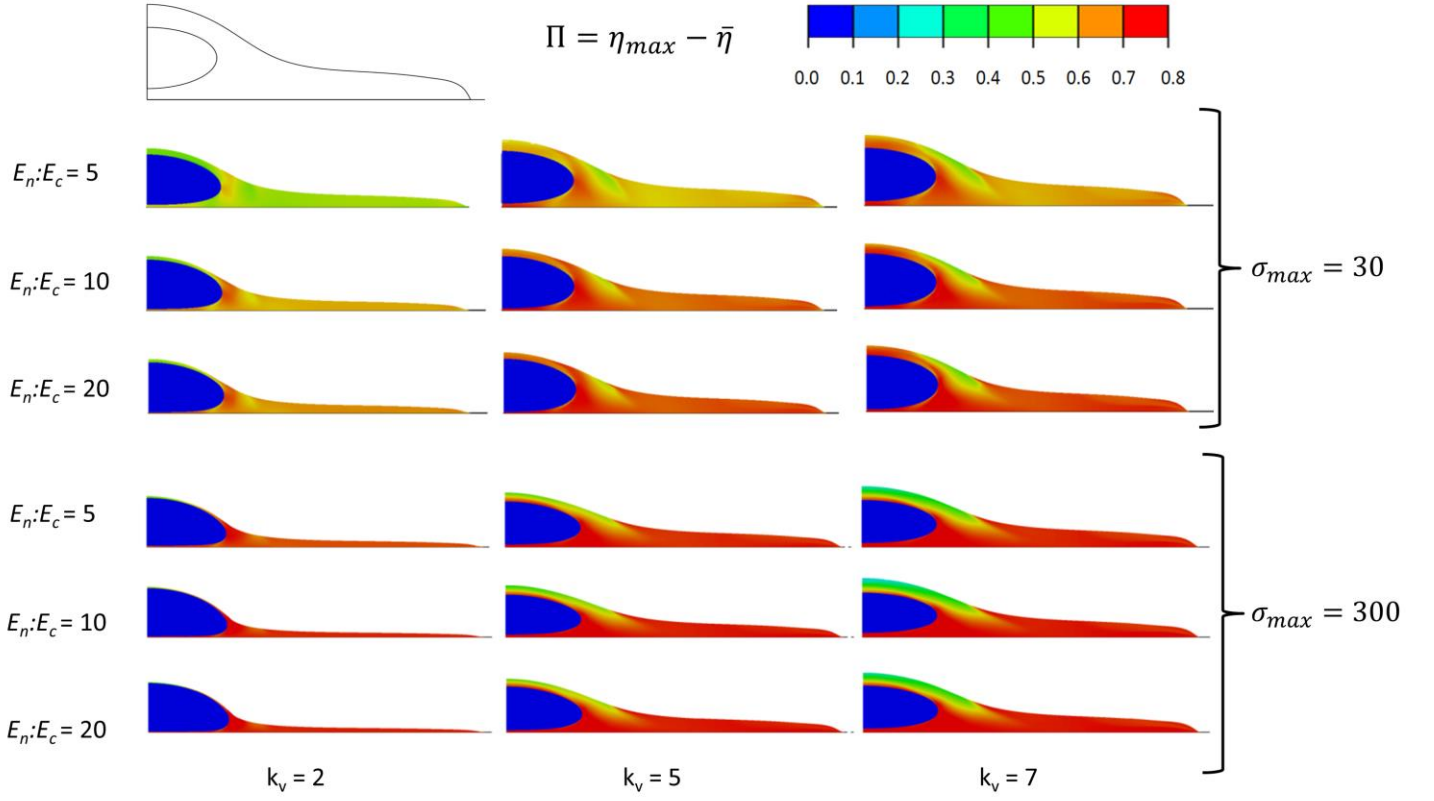 Π = η_max − η̄
0.0 0.1 0.2 0.3 0.4 0.5 0.6 0.7 0.8
E_n:E_c = 5
E_n:E_c = 10
σ_max = 30
E_n:E_c = 20
E_n:E_c = 5
E_n:E_c = 10
σ_max = 300
E_n:E_c = 20
k_v = 2 k_v = 5 k_v = 7